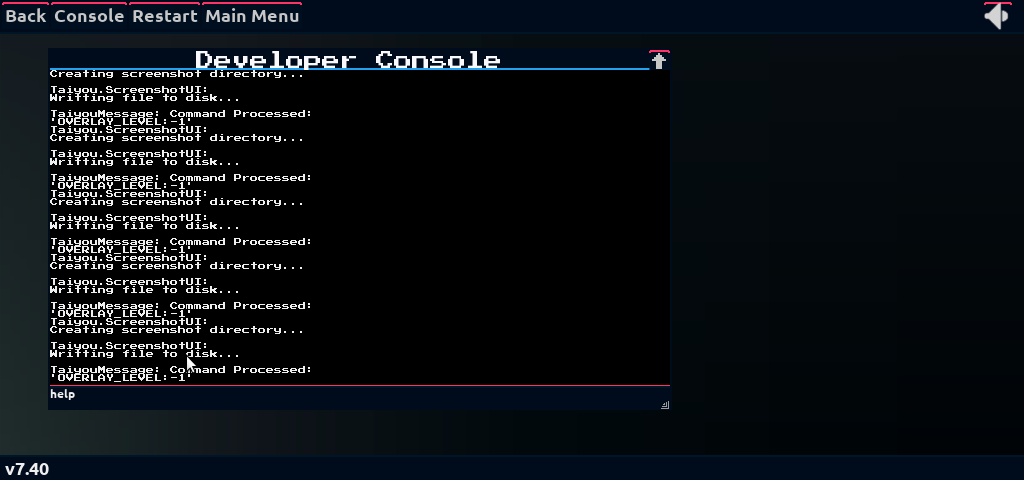 Back Console Restart Main Menu
Developer Console
Creating screenshot directory...
Taiyou.ScreenshotUI:
Writting file to disk...
TaiyouMessage: Command Processed:
'OVERLAY_LEVEL:-1'
Taiyou.ScreenshotUI:
Creating screenshot directory...
Taiyou.ScreenshotUI:
Writting file to disk...
TaiyouMessage: Command Processed:
'OVERLAY_LEVEL:-1'
Taiyou.ScreenshotUI:
Creating screenshot directory...
Taiyou.ScreenshotUI:
Writting file to disk...
TaiyouMessage: Command Processed:
'OVERLAY_LEVEL:-1'
Taiyou.ScreenshotUI:
Creating screenshot directory...
Taiyou.ScreenshotUI:
Writting file to disk...
TaiyouMessage: Command Processed:
'OVERLAY_LEVEL:-1'
Taiyou.ScreenshotUI:
Creating screenshot directory...
Taiyou.ScreenshotUI:
Writting file to disk...
TaiyouMessage: Command Processed:
'OVERLAY_LEVEL:-1'
help
v7.40